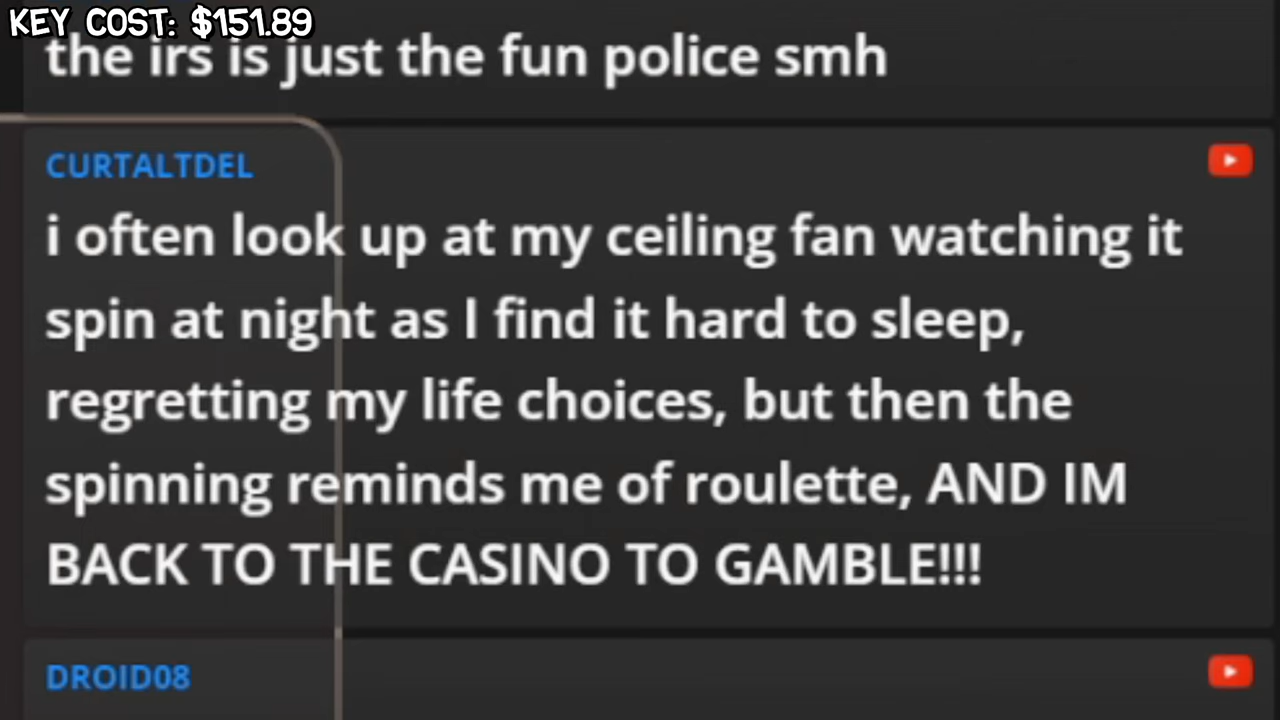 KEY COST: $151.89
the irs is just the fun police smh
CURTALTDEL
i often look up at my ceiling fan watching it
spin at night as I find it hard to sleep,
regretting my life choices, but then the
spinning reminds me of roulette, AND IM
BACK TO THE CASINO TO GAMBLE!!!
DROID08